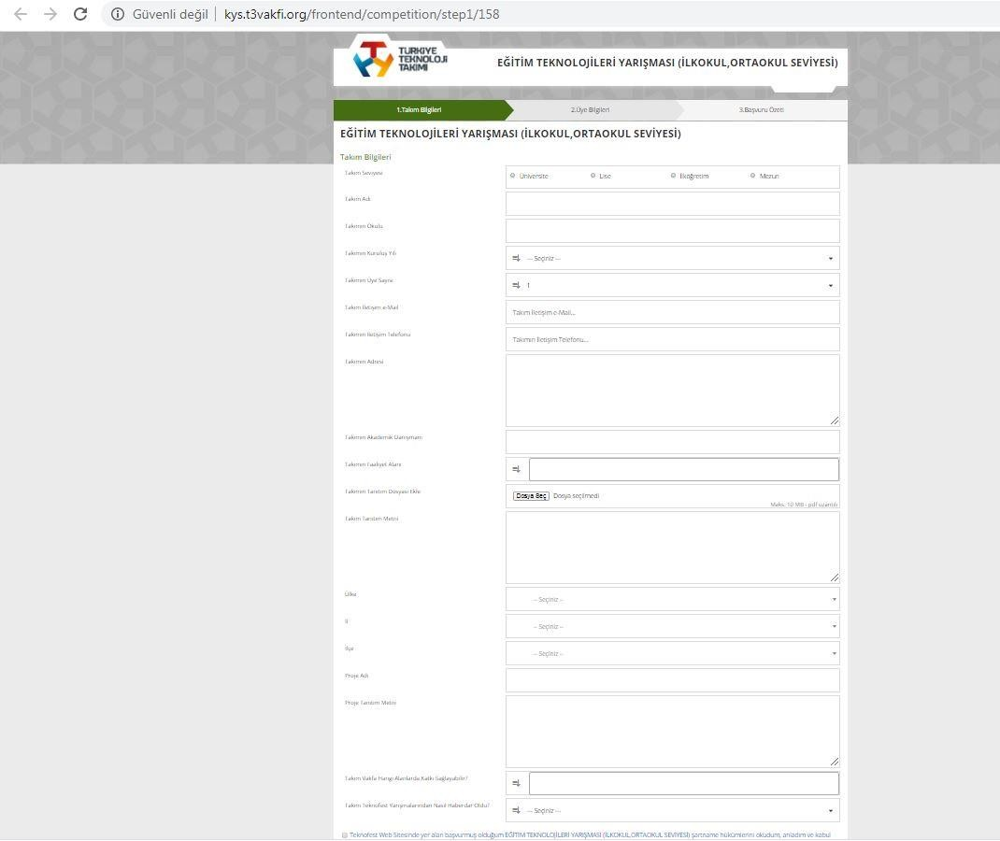 Güvenli değil kys.t3vakfi.org/frontend/competition/step1/158
TÜRKİYE
TEKNOLOJİ
TAKIMI
EĞİTİM TEKNOLOJİLERİ YARIŞMASI (İLKOKUL,ORTAOKUL SEVİYESİ)
1.Takım Bilgileri 2.Üye Bilgileri 3.Başvuru Özeti
EĞİTİM TEKNOLOJİLERİ YARIŞMASI (İLKOKUL,ORTAOKUL SEVİYESİ)
Takım Bilgileri
Takım Seviyesi Üniversite Lise İlköğretim Mezun
Takım Adı
Takımın Okulu
Takımın Kuruluş Yılı -- Seçiniz --
Takımın Üye Sayısı 1
Takım İletişim e-Mail Takım İletişim e-Mail...
Takımın İletişim Telefonu Takımın İletişim Telefonu...
Takımın Adresi
Takımın Akademik Danışmanı
Takımın Faaliyet Alanı
Takımın Tanıtım Dosyası Ekle Dosya Seç Dosya seçilmedi
Maks. 10 MB - pdf uzantılı
Takım Tanıtım Metni
Ülke -- Seçiniz --
İl -- Seçiniz --
İlçe -- Seçiniz --
Proje Adı
Proje Tanıtım Metni
Takım Vakfa Hangi Alanlarda Katkı Sağlayabilir?
Takım Teknofest Yarışmalarından Nasıl Haberdar Oldu? -- Seçiniz --
Teknofest Web Sitesinde yer alan başvurmuş olduğum EĞİTİM TEKNOLOJİLERİ YARIŞMASI (İLKOKUL,ORTAOKUL SEVİYESİ) şartname hükümlerini okudum, anladım ve kabul